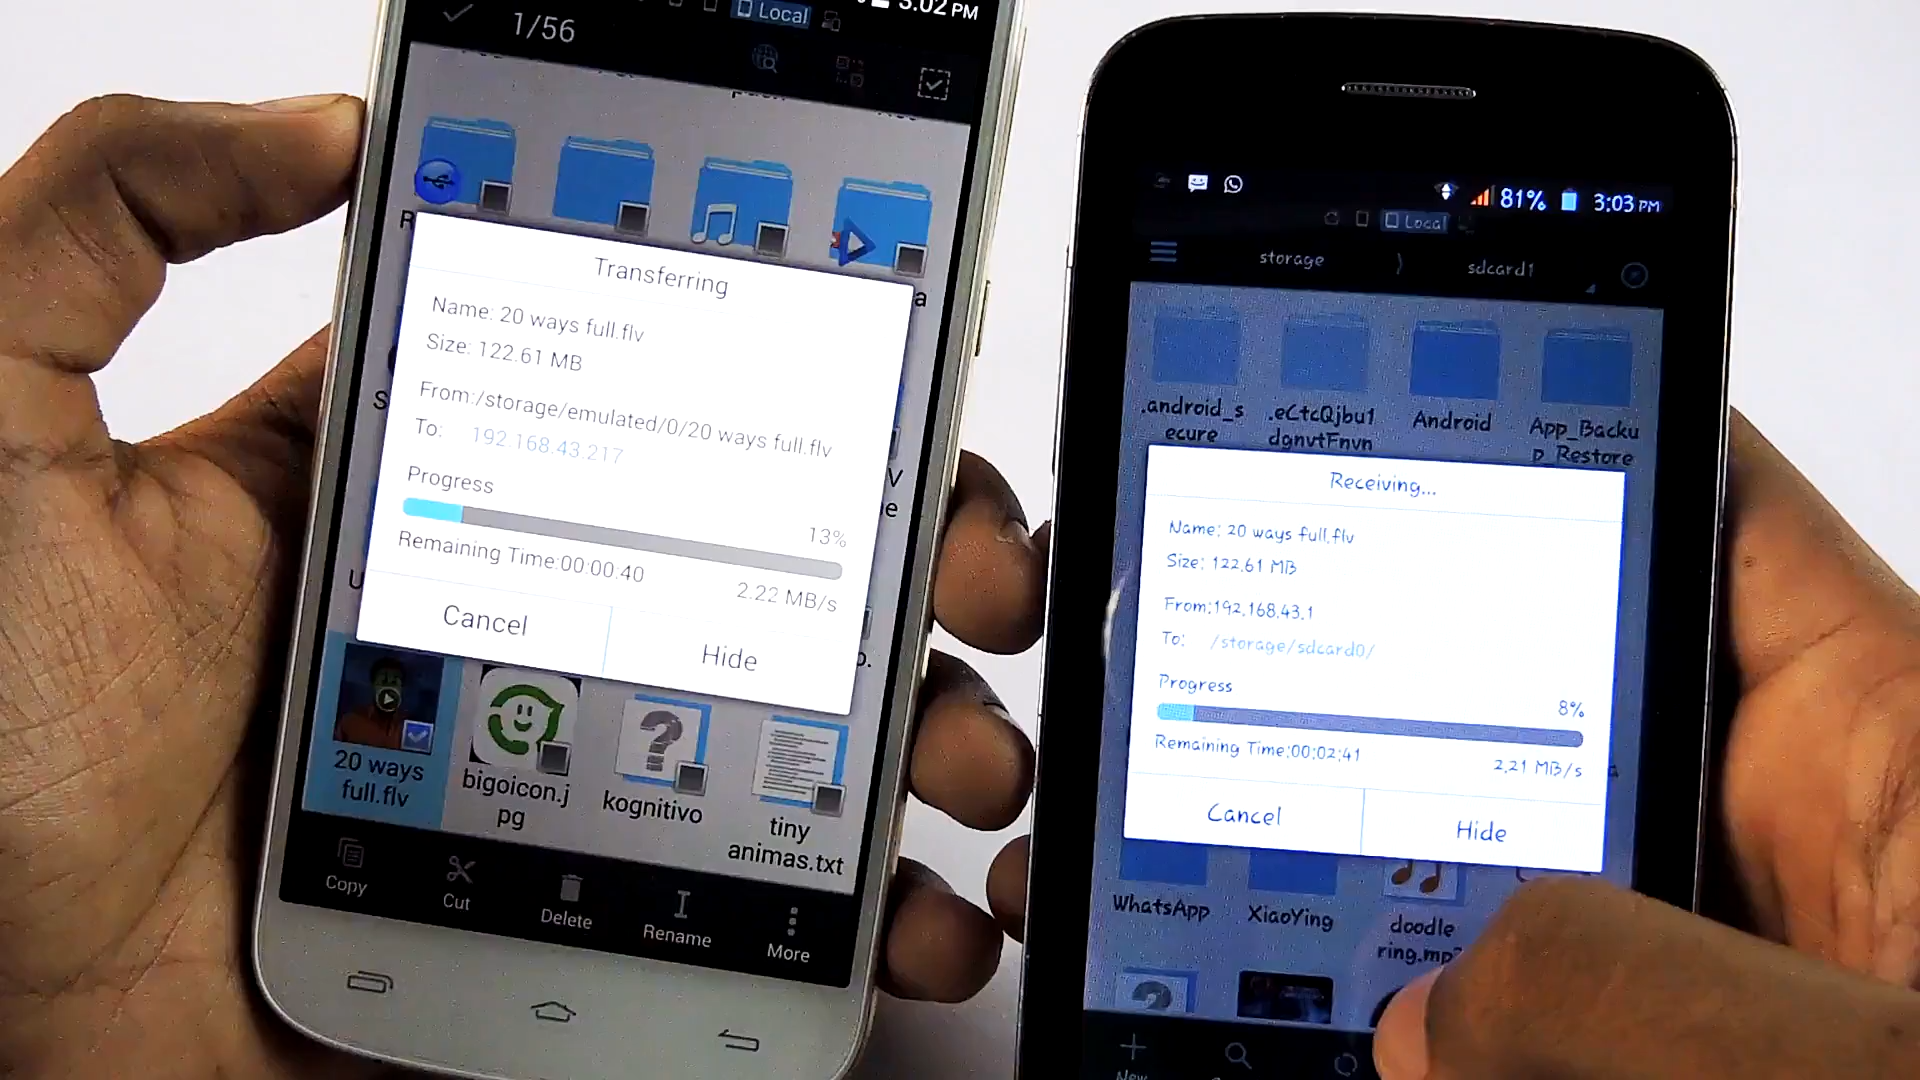 3:02 PM
Local
1/56
Transferring
Name: 20 ways full.flv
Size: 122.61 MB
From:/storage/emulated/0/20 ways full.flv
To: 192.168.43.217
Progress
13%
Remaining Time:00:00:40
2.22 MB/s
Cancel
Hide
20 ways
full.flv
bigoicon.j
pg
kognitivo
tiny
animas.txt
Copy
Cut
Delete
Rename
More
81% 3:03 PM
Local
storage
sdcard1
.android_s
ecure
.eCtcQjbu1
dgnvtFnvn
Android
App_Backu
p_Restore
Receiving...
Name: 20 ways full.flv
Size: 122.61 MB
From:192.168.43.1
To: /storage/sdcard0/
Progress
8%
Remaining Time:00:02:41
2.21 MB/s
Cancel
Hide
WhatsApp
XiaoYing
doodle
ring.mp3
New